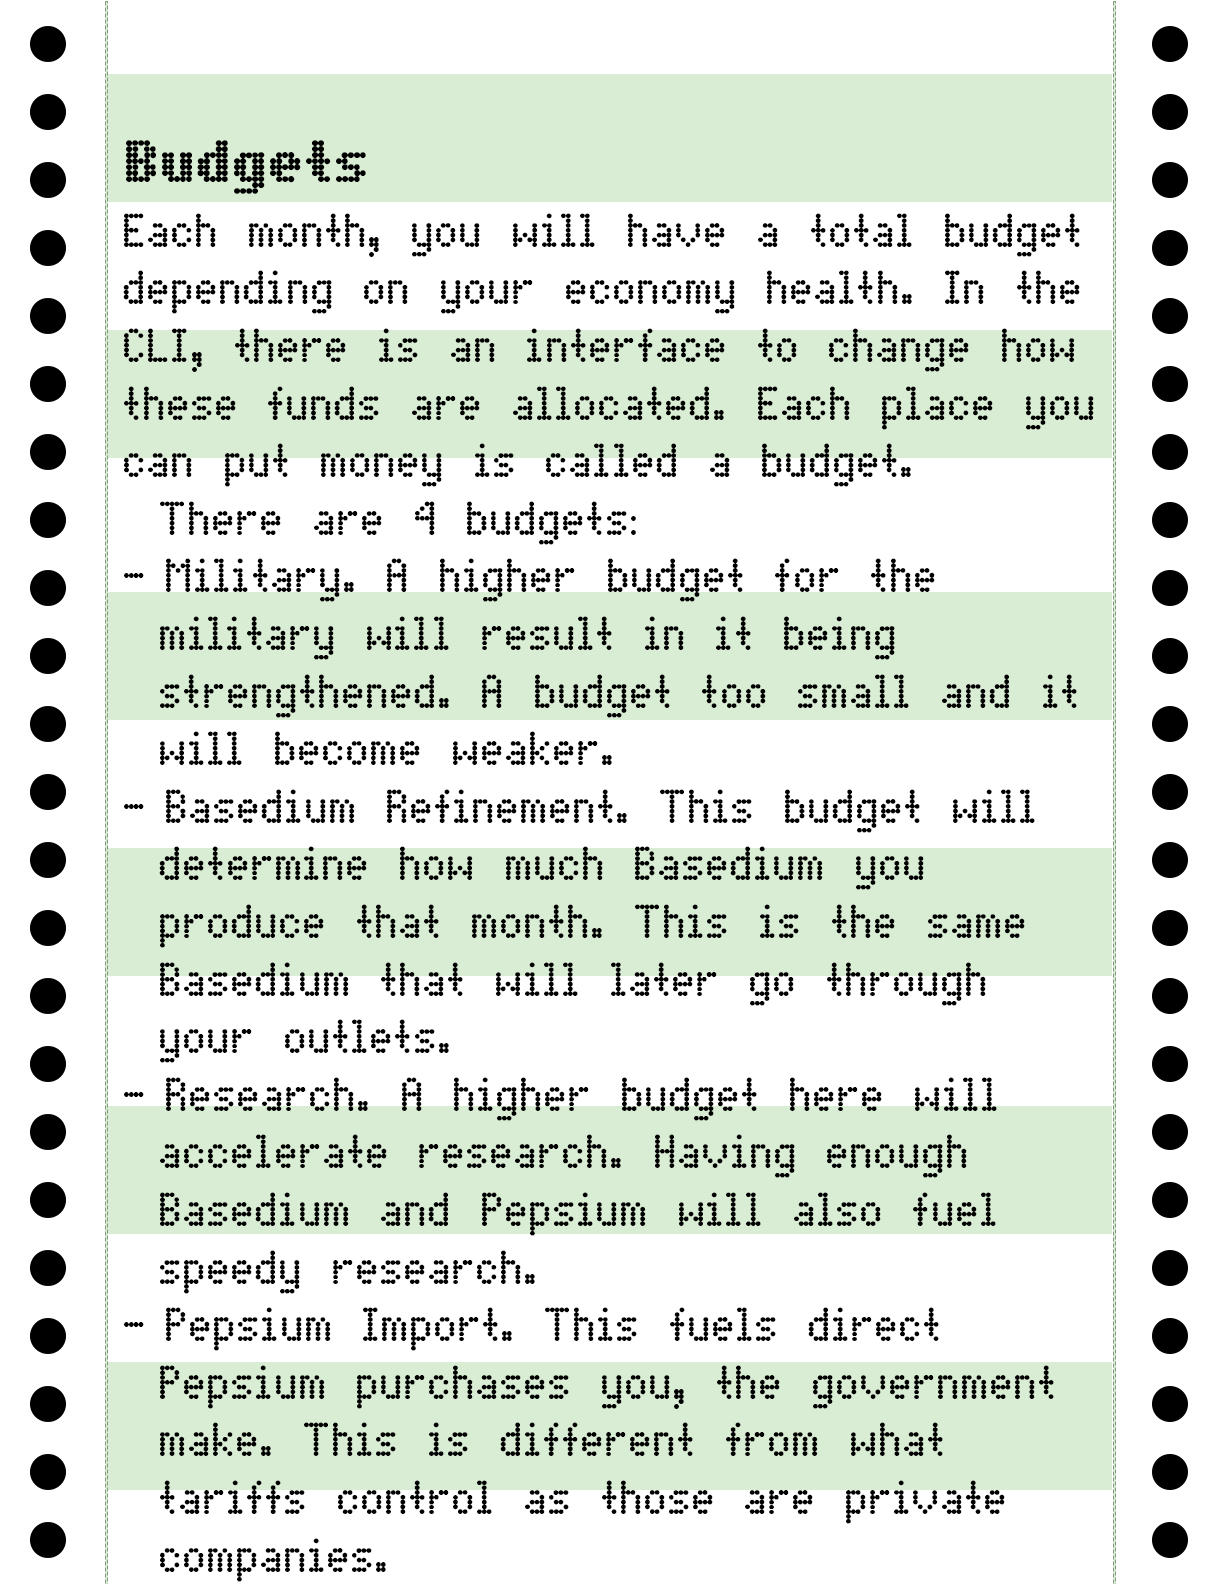 Budgets
Each month, you will have a total budget
depending on your economy health. In the
CLI, there is an interface to change how
these funds are allocated. Each place you
can put money is called a budget.
There are 4 budgets:
- Military. A higher budget for the
military will result in it being
strengthened. A budget too small and it
will become weaker.
- Basedium Refinement. This budget will
determine how much Basedium you
produce that month. This is the same
Basedium that will later go through
your outlets.
- Research. A higher budget here will
accelerate research. Having enough
Basedium and Pepsium will also fuel
speedy research.
- Pepsium Import. This fuels direct
Pepsium purchases you, the government
make. This is different from what
tariffs control as those are private
companies.